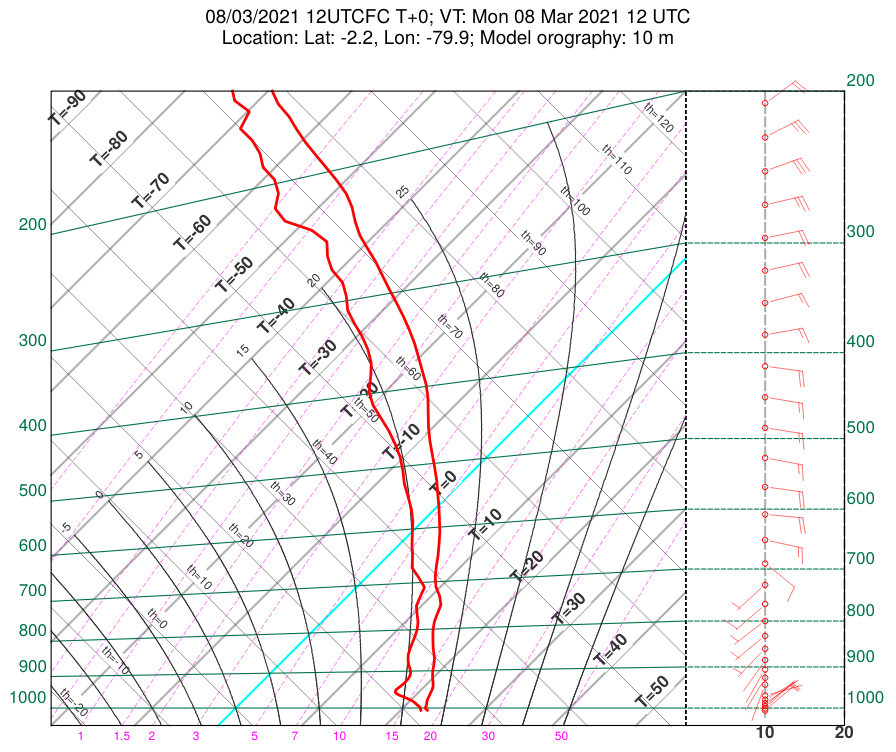 08/03/2021 12UTCFC T+0; VT: Mon 08 Mar 2021 12 UTC
Location: Lat: -2.2, Lon: -79.9; Model orography: 10 m
200
T=-90
th=120
T=-80
th=110
T=-70
25
th=100
200
T=-60
300
th=90
T=-50
20
th=80
T=-40
th=70
300
15
T=-30
400
th=60
10
th=50
400
T=-10
500
5
th=40
T=0
500
0
th=30
600
-5
th=20
T=10
600
700
T=20
th=10
700
T=30
800
th=0
800
T=40
900
th=-10
900
T=50
1000
th=-20
1000
1 1.5 2 3 5 7 10 15 20 30 50
10 20